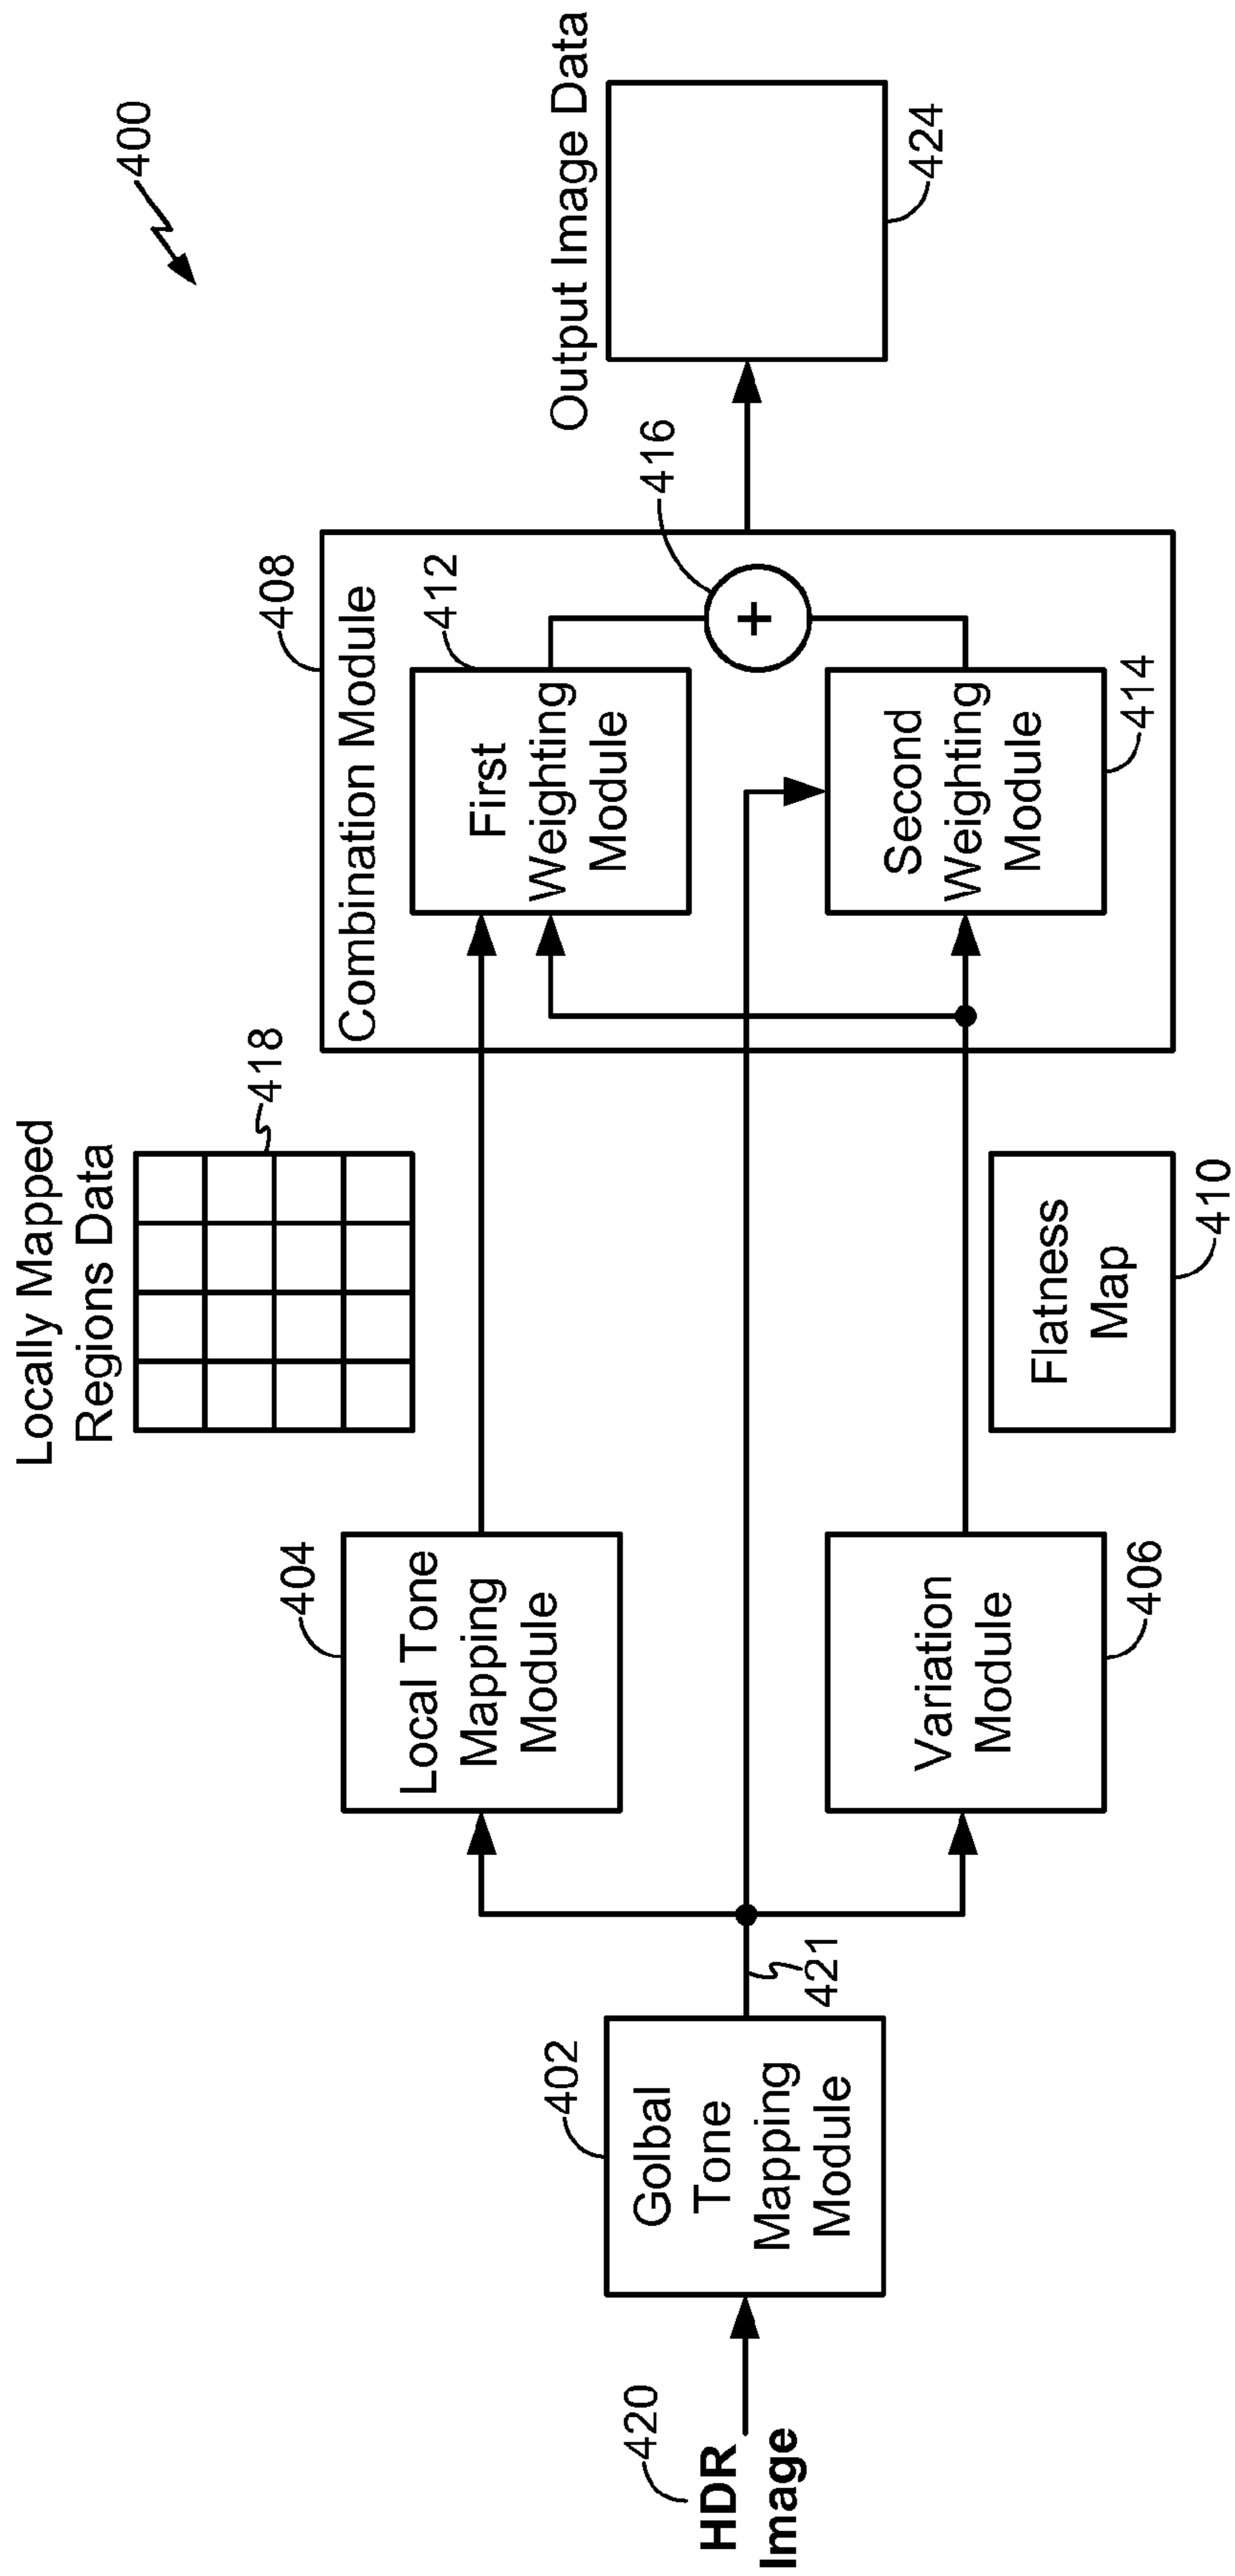 400
420
HDR
Image
402
Golbal
Tone
Mapping
Module
421
404
Local Tone
Mapping
Module
Variation
Module
406
Locally Mapped
Regions Data
418
Flatness
Map
410
408
Combination Module
412
First
Weighting
Module
416
+
Second
Weighting
Module
414
Output Image Data
424